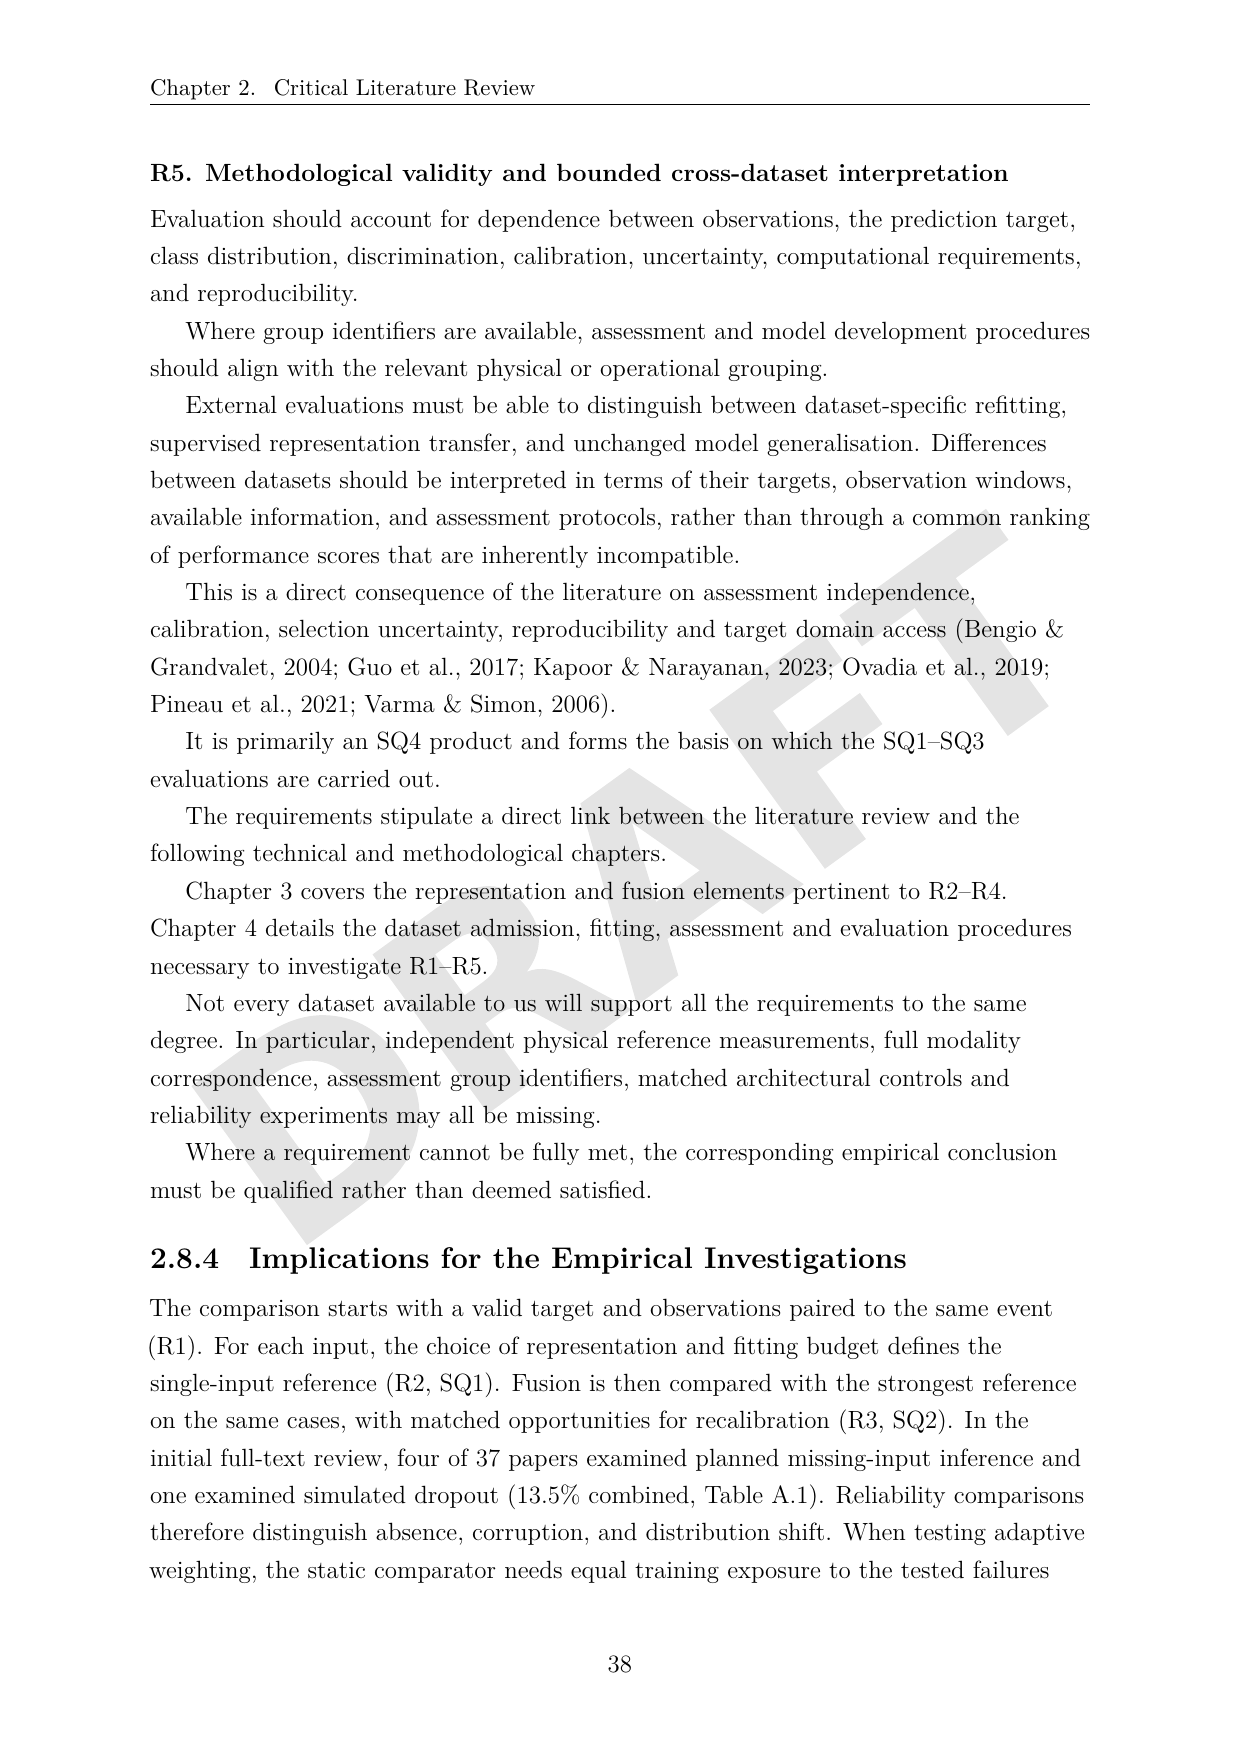 Chapter 2. Critical Literature Review
R5. Methodological validity and bounded cross-dataset interpretation
Evaluation should account for dependence between observations, the prediction target,
class distribution, discrimination, calibration, uncertainty, computational requirements,
and reproducibility.
Where group identifiers are available, assessment and model development procedures
should align with the relevant physical or operational grouping.
External evaluations must be able to distinguish between dataset-specific refitting,
supervised representation transfer, and unchanged model generalisation. Differences
between datasets should be interpreted in terms of their targets, observation windows,
available information, and assessment protocols, rather than through a common ranking
of performance scores that are inherently incompatible.
This is a direct consequence of the literature on assessment independence,
calibration, selection uncertainty, reproducibility and target domain access (Bengio &
Grandvalet, 2004; Guo et al., 2017; Kapoor & Narayanan, 2023; Ovadia et al., 2019;
Pineau et al., 2021; Varma & Simon, 2006).
It is primarily an SQ4 product and forms the basis on which the SQ1–SQ3
evaluations are carried out.
The requirements stipulate a direct link between the literature review and the
following technical and methodological chapters.
Chapter 3 covers the representation and fusion elements pertinent to R2–R4.
Chapter 4 details the dataset admission, fitting, assessment and evaluation procedures
necessary to investigate R1–R5.
Not every dataset available to us will support all the requirements to the same
degree. In particular, independent physical reference measurements, full modality
correspondence, assessment group identifiers, matched architectural controls and
reliability experiments may all be missing.
Where a requirement cannot be fully met, the corresponding empirical conclusion
must be qualified rather than deemed satisfied.
2.8.4 Implications for the Empirical Investigations
The comparison starts with a valid target and observations paired to the same event
(R1). For each input, the choice of representation and fitting budget defines the
single-input reference (R2, SQ1). Fusion is then compared with the strongest reference
on the same cases, with matched opportunities for recalibration (R3, SQ2). In the
initial full-text review, four of 37 papers examined planned missing-input inference and
one examined simulated dropout (13.5% combined, Table A.1). Reliability comparisons
therefore distinguish absence, corruption, and distribution shift. When testing adaptive
weighting, the static comparator needs equal training exposure to the tested failures
38
DRAFT